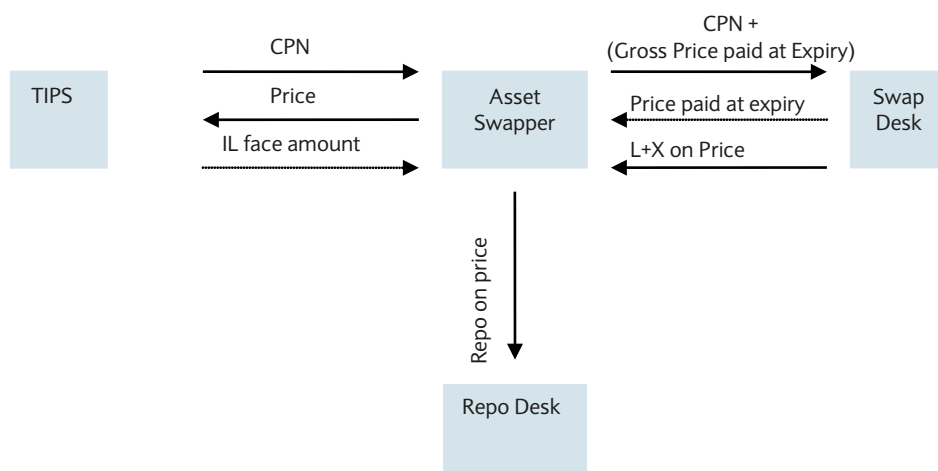 CPN
CPN +
(Gross Price paid at Expiry)
TIPS
Price
Asset
Swapper
Price paid at expiry
Swap
Desk
IL face amount
L+X on Price
Repo on price
Repo Desk